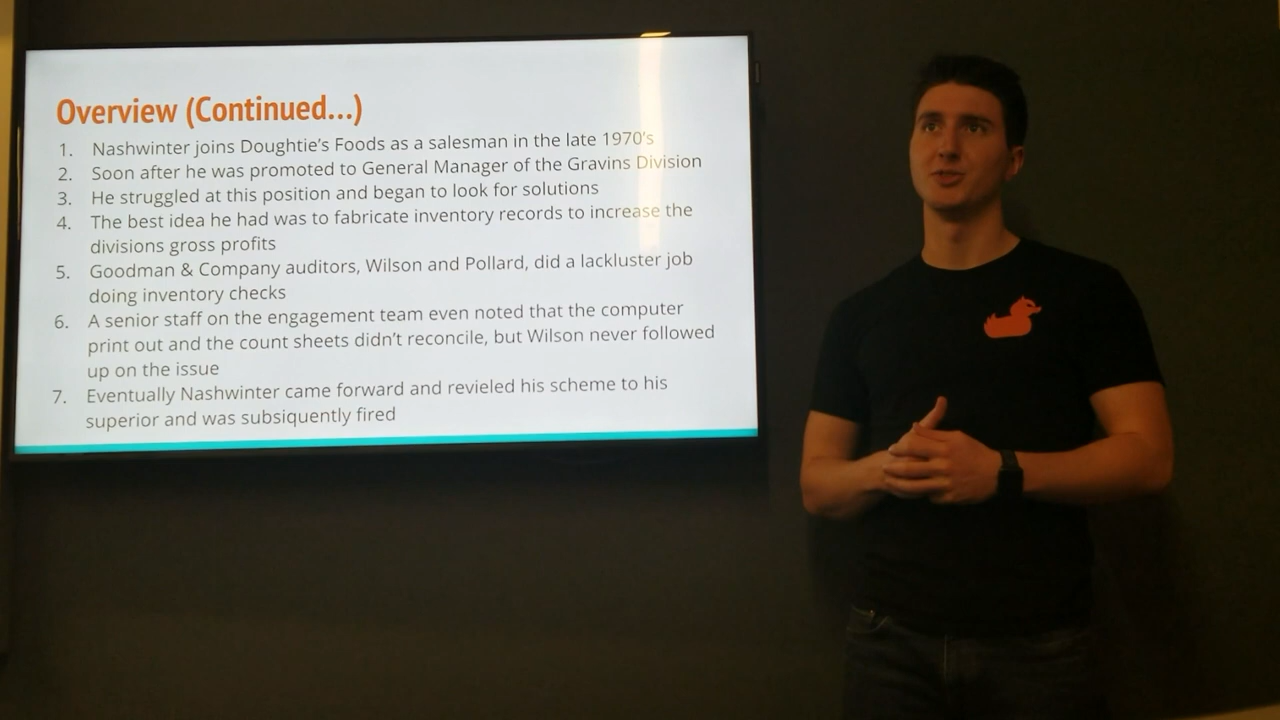 Overview (Continued...)
1. Nashwinter joins Doughtie's Foods as a salesman in the late 1970's
2. Soon after he was promoted to General Manager of the Gravins Division
3. He struggled at this position and began to look for solutions
4. The best idea he had was to fabricate inventory records to increase the
divisions gross profits
5. Goodman & Company auditors, Wilson and Pollard, did a lackluster job
doing inventory checks
6. A senior staff on the engagement team even noted that the computer
print out and the count sheets didn't reconcile, but Wilson never followed
up on the issue
7. Eventually Nashwinter came forward and revieled his scheme to his
superior and was subsiquently fired